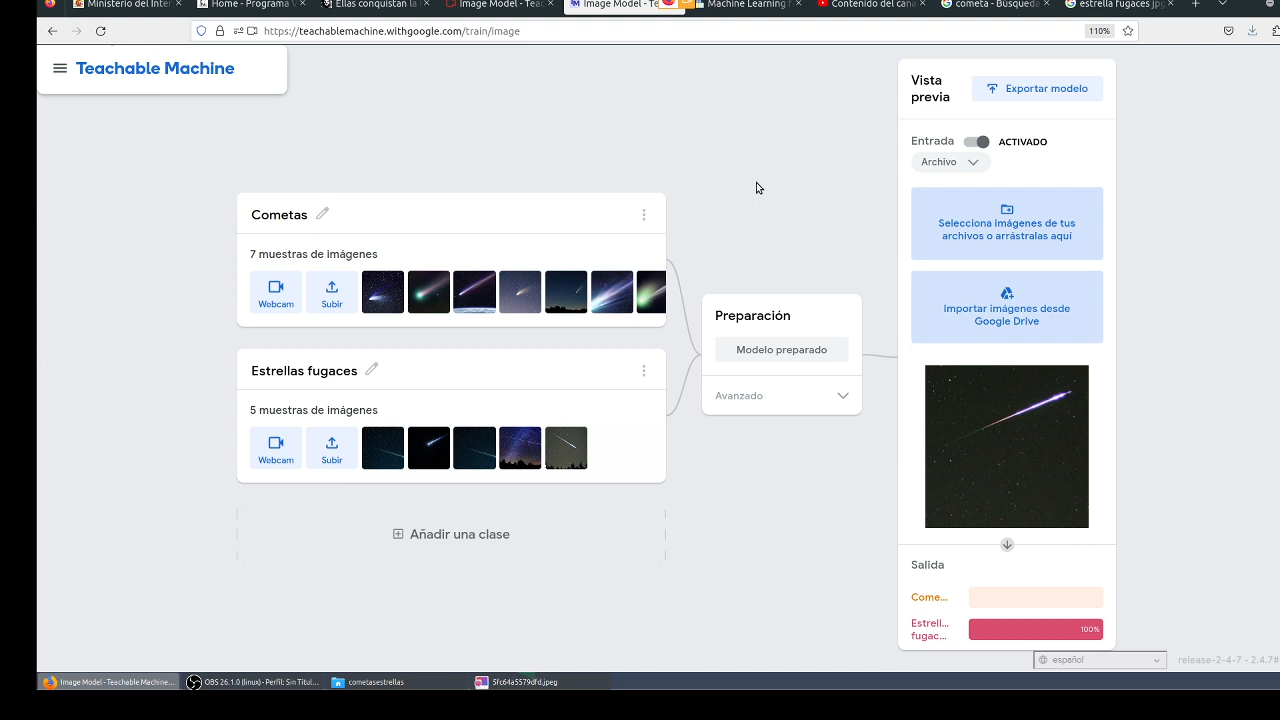 Ministerio del Inter
Home - Programa V
Ellas conquistan la
Image Model - Teac
Image Model - Te
Machine Learning f
Contenido del cana
cometa - Búsqueda
estrella fugaces jpg
https://teachablemachine.withgoogle.com/train/image
110%
Teachable Machine
Vista previa
Exportar modelo
Entrada
ACTIVADO
Archivo
Selecciona imágenes de tus
archivos o arrástralas aquí
Importar imágenes desde
Google Drive
Cometas
7 muestras de imágenes
Webcam
Subir
Preparación
Modelo preparado
Avanzado
Estrellas fugaces
5 muestras de imágenes
Webcam
Subir
Añadir una clase
Salida
Come...
Estrell...
fugac...
100%
español
release-2-4-7 - 2.4.7#
Image Model - Teachable Machine...
OBS 26.1.0 (linux) - Perfil: Sin Títul...
cometasestrellas
5fc64a5579dfd.jpeg